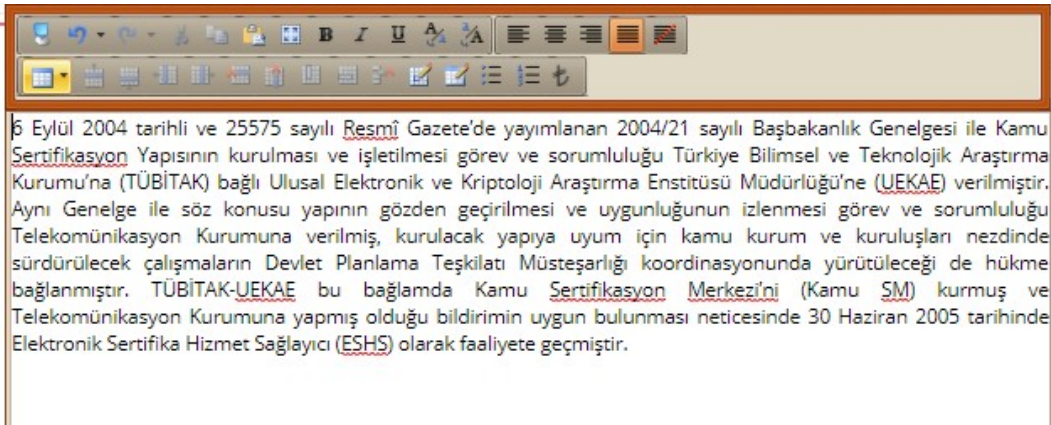 B I U A A
6 Eylül 2004 tarihli ve 25575 sayılı Resmî Gazete'de yayımlanan 2004/21 sayılı Başbakanlık Genelgesi ile Kamu
Sertifikasyon Yapısının kurulması ve işletilmesi görev ve sorumluluğu Türkiye Bilimsel ve Teknolojik Araştırma
Kurumu'na (TÜBİTAK) bağlı Ulusal Elektronik ve Kriptoloji Araştırma Enstitüsü Müdürlüğü'ne (UEKAE) verilmiştir.
Aynı Genelge ile söz konusu yapının gözden geçirilmesi ve uygunluğunun izlenmesi görev ve sorumluluğu
Telekomünikasyon Kurumuna verilmiş, kurulacak yapıya uyum için kamu kurum ve kuruluşları nezdinde
sürdürülecek çalışmaların Devlet Planlama Teşkilatı Müsteşarlığı koordinasyonunda yürütüleceği de hükme
bağlanmıştır. TÜBİTAK-UEKAE bu bağlamda Kamu Sertifikasyon Merkezi'ni (Kamu SM) kurmuş ve
Telekomünikasyon Kurumuna yapmış olduğu bildirimin uygun bulunması neticesinde 30 Haziran 2005 tarihinde
Elektronik Sertifika Hizmet Sağlayıcı (ESHS) olarak faaliyete geçmiştir.